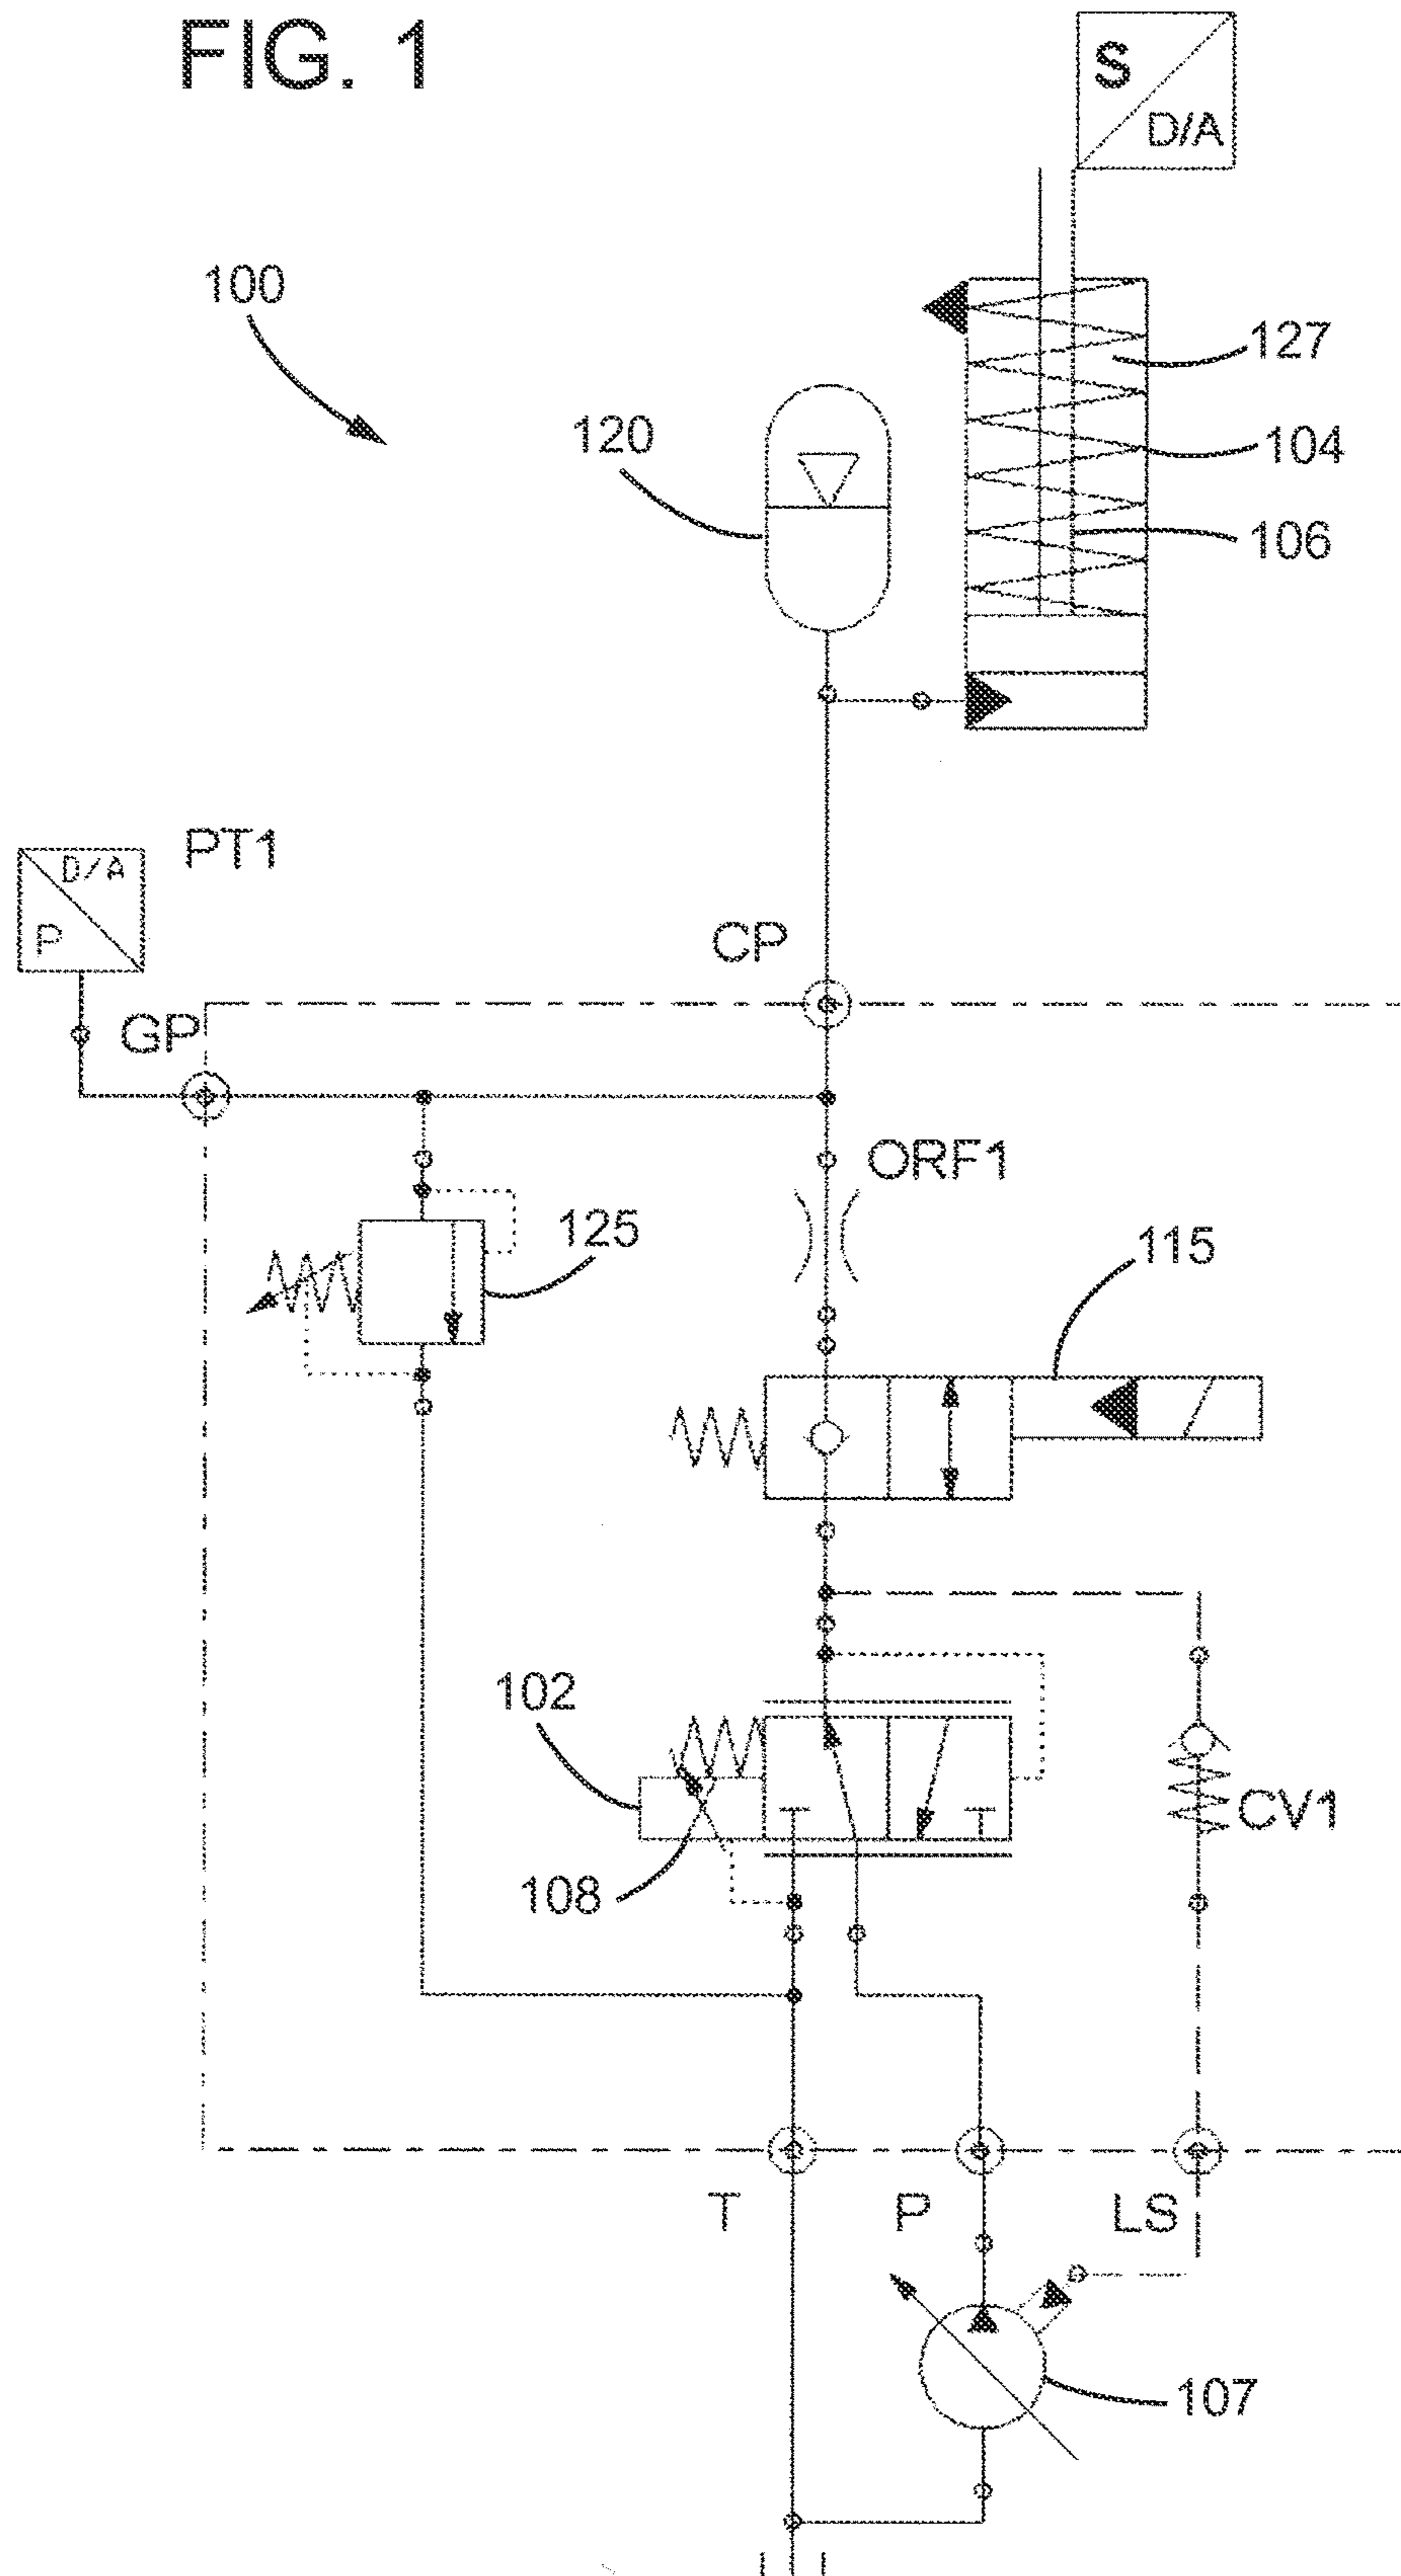 FIG. 1
S
D/A
100
127
120
104
106
PT1
D/A
P
CP
GP
ORF1
125
115
102
CV1
108
T
P
LS
107